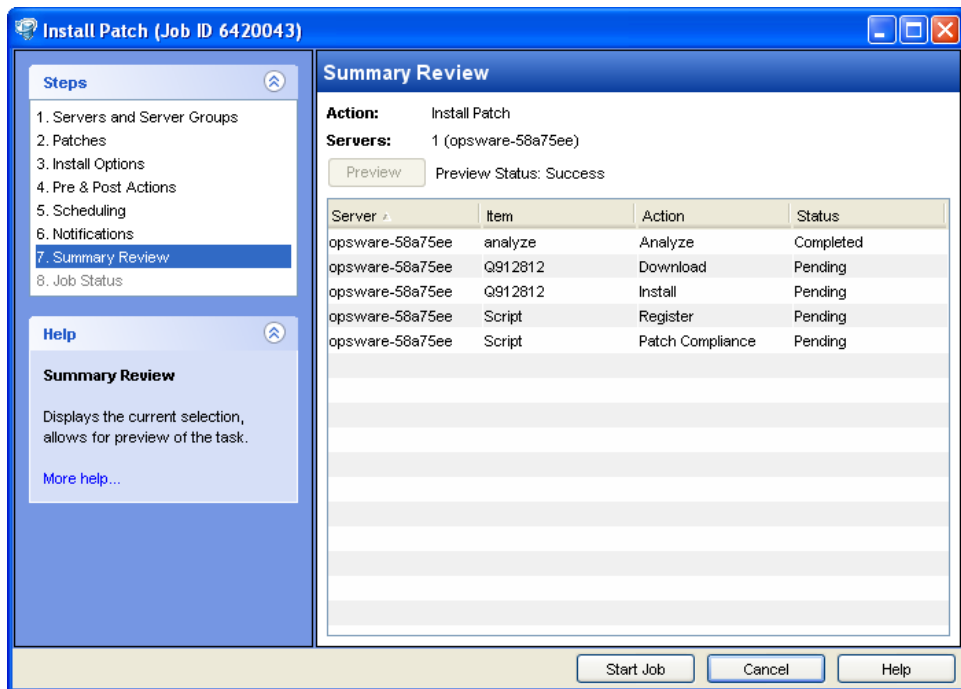 Install Patch (Job ID 6420043)
Steps
1. Servers and Server Groups
2. Patches
3. Install Options
4. Pre & Post Actions
5. Scheduling
6. Notifications
7. Summary Review
8. Job Status
Help
Summary Review
Displays the current selection,
allows for preview of the task.
More help...
Summary Review
Action: Install Patch
Servers: 1 (opsware-58a75ee)
Preview Preview Status: Success
Server Item Action Status
opsware-58a75ee analyze Analyze Completed
opsware-58a75ee Q912812 Download Pending
opsware-58a75ee Q912812 Install Pending
opsware-58a75ee Script Register Pending
opsware-58a75ee Script Patch Compliance Pending
Start Job Cancel Help